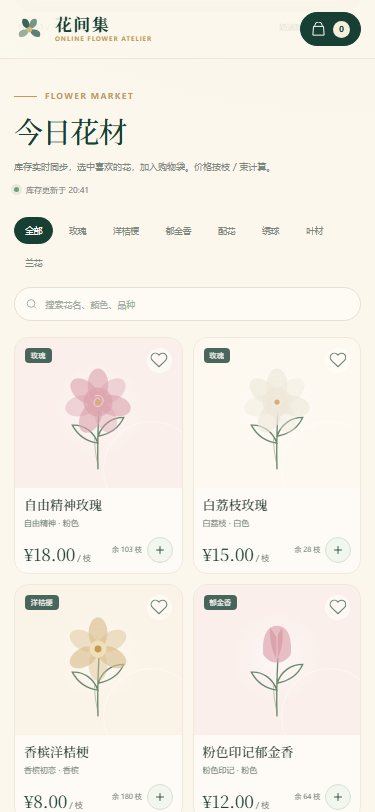 花间集
ONLINE FLOWER ATELIER
0
FLOWER MARKET
今日花材
库存实时同步，选中喜欢的花，加入购物袋。价格按枝 / 束计算。
库存更新于 20:41
全部 玫瑰 洋桔梗 郁金香 配花 绣球 叶材
兰花
搜索花名、颜色、品种
玫瑰
自由精神玫瑰
自由精神 · 粉色
¥18.00 / 枝 余 103 枝 +
玫瑰
白荔枝玫瑰
白荔枝 · 白色
¥15.00 / 枝 余 28 枝 +
洋桔梗
香槟洋桔梗
香槟初恋 · 香槟
¥8.00 / 枝 余 180 枝 +
郁金香
粉色印记郁金香
粉色印记 · 粉色
¥12.00 / 枝 余 64 枝 +